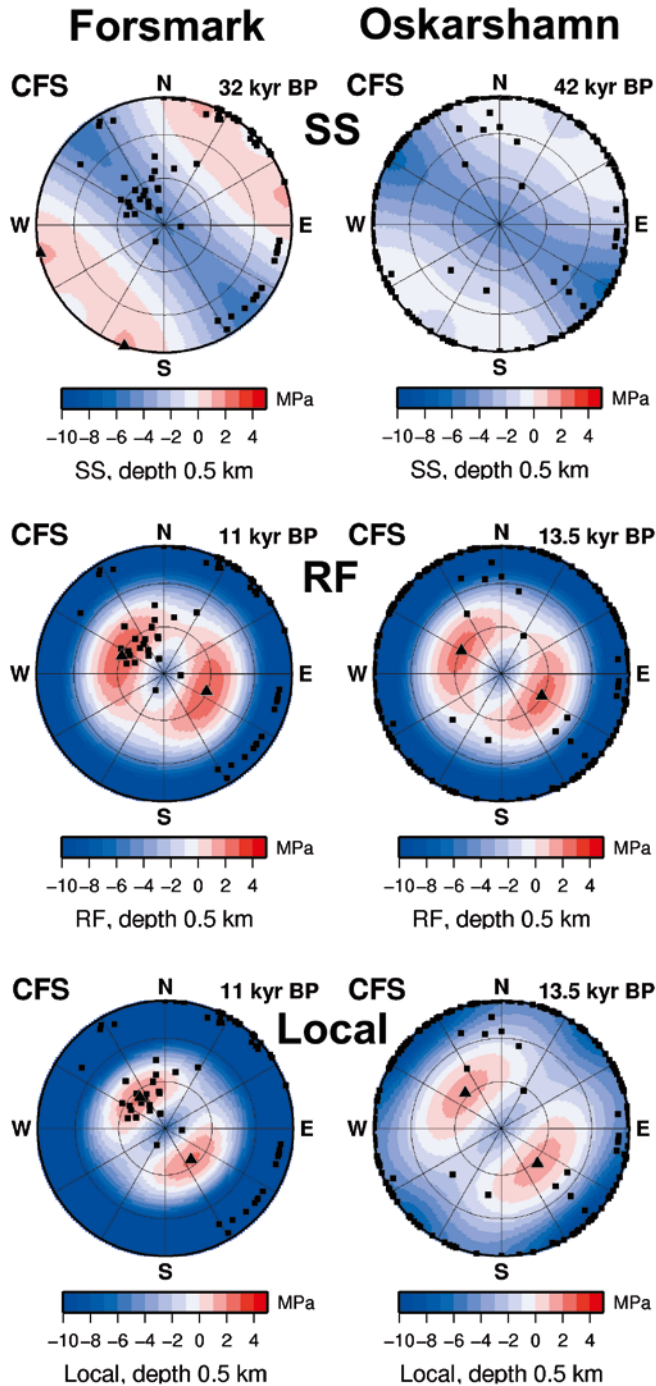 Forsmark Oskarshamn
CFS N 32 kyr BP CFS N 42 kyr BP
SS
W E W E
S S
MPa MPa
−10−8 −6 −4 −2 0 2 4 −10−8 −6 −4 −2 0 2 4
SS, depth 0.5 km SS, depth 0.5 km
CFS N 11 kyr BP CFS N 13.5 kyr BP
RF
W E W E
S S
MPa MPa
−10−8 −6 −4 −2 0 2 4 −10−8 −6 −4 −2 0 2 4
RF, depth 0.5 km RF, depth 0.5 km
CFS N 11 kyr BP CFS N 13.5 kyr BP
Local
W E W E
S S
MPa MPa
−10−8 −6 −4 −2 0 2 4 −10−8 −6 −4 −2 0 2 4
Local, depth 0.5 km Local, depth 0.5 km